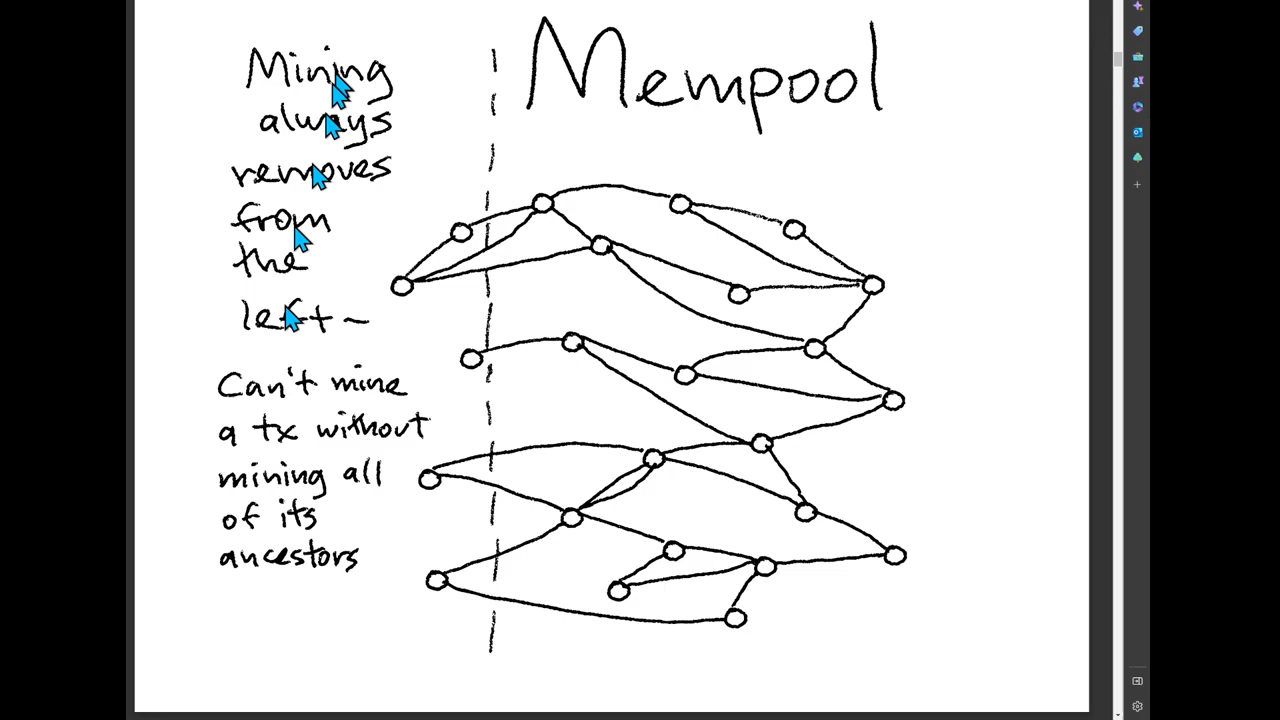 Mempool
Mining
always
removes
from
the
left ~
Can't mine
a tx without
mining all
of its
ancestors